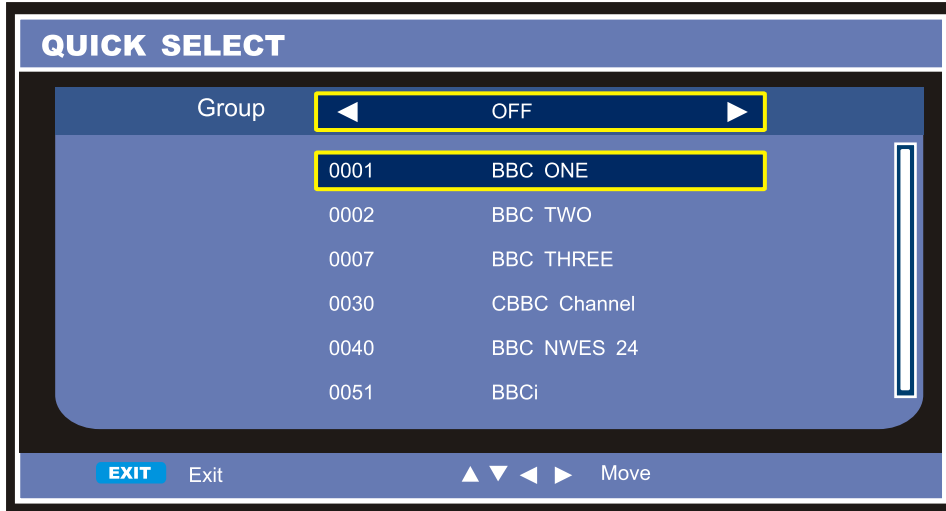 QUICK SELECT
Group ◀ OFF ▶
0001 BBC ONE
0002 BBC TWO
0007 BBC THREE
0030 CBBC Channel
0040 BBC NWES 24
0051 BBCi
EXIT Exit ▲ ▼ ◀ ▶ Move